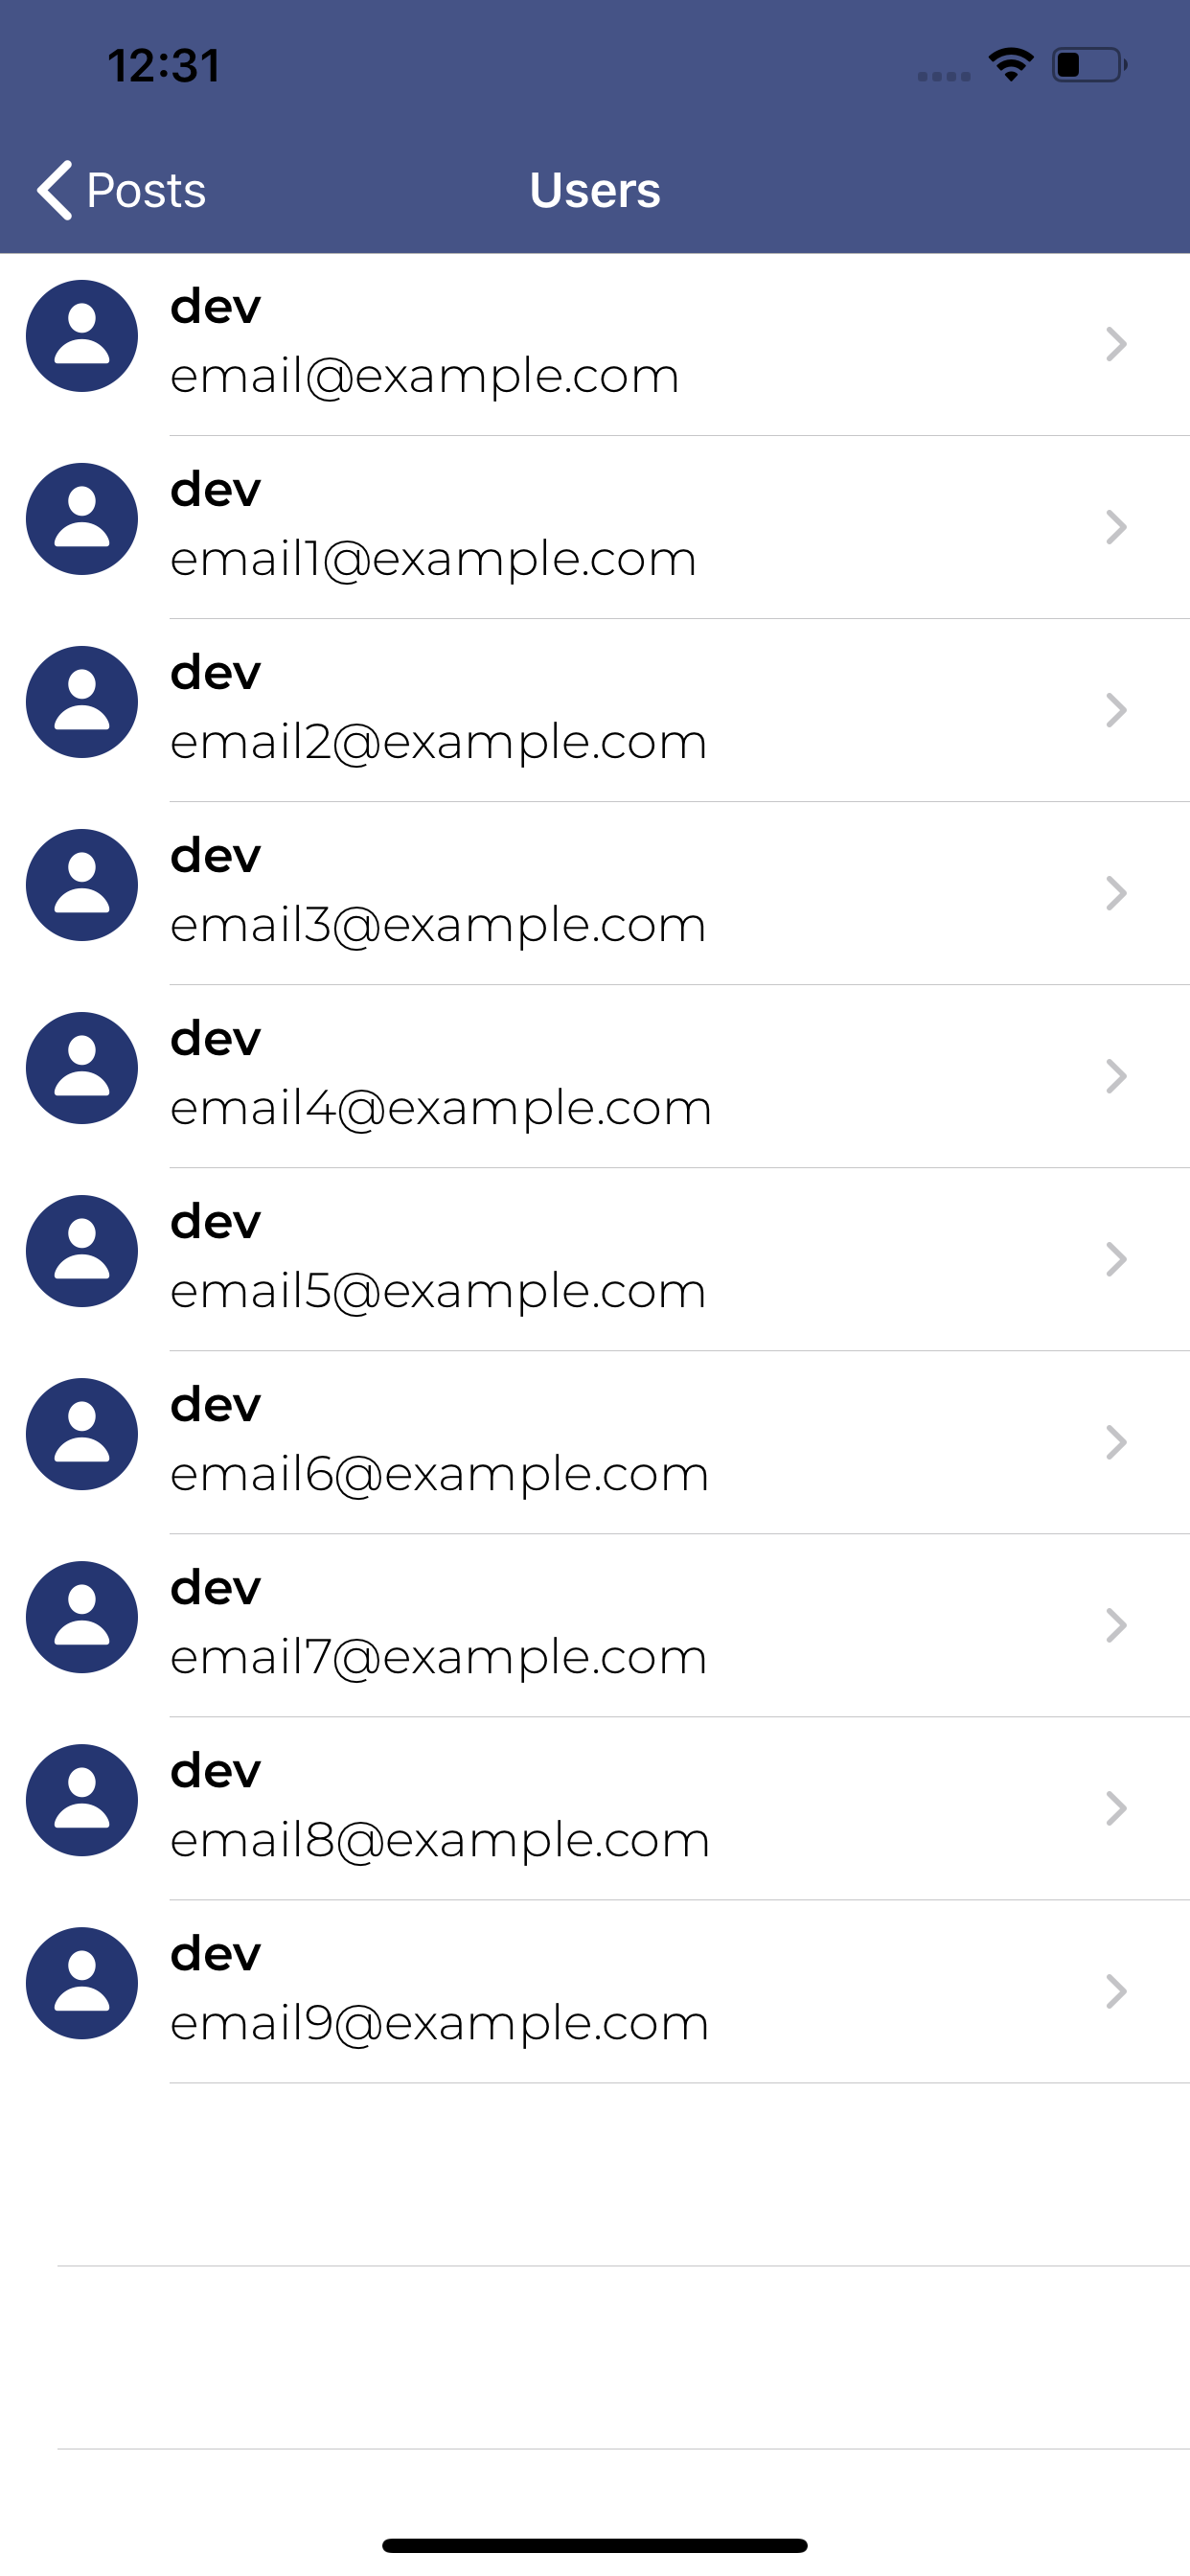 12:31
Posts
Users
dev
email@example.com
dev
email1@example.com
dev
email2@example.com
dev
email3@example.com
dev
email4@example.com
dev
email5@example.com
dev
email6@example.com
dev
email7@example.com
dev
email8@example.com
dev
email9@example.com